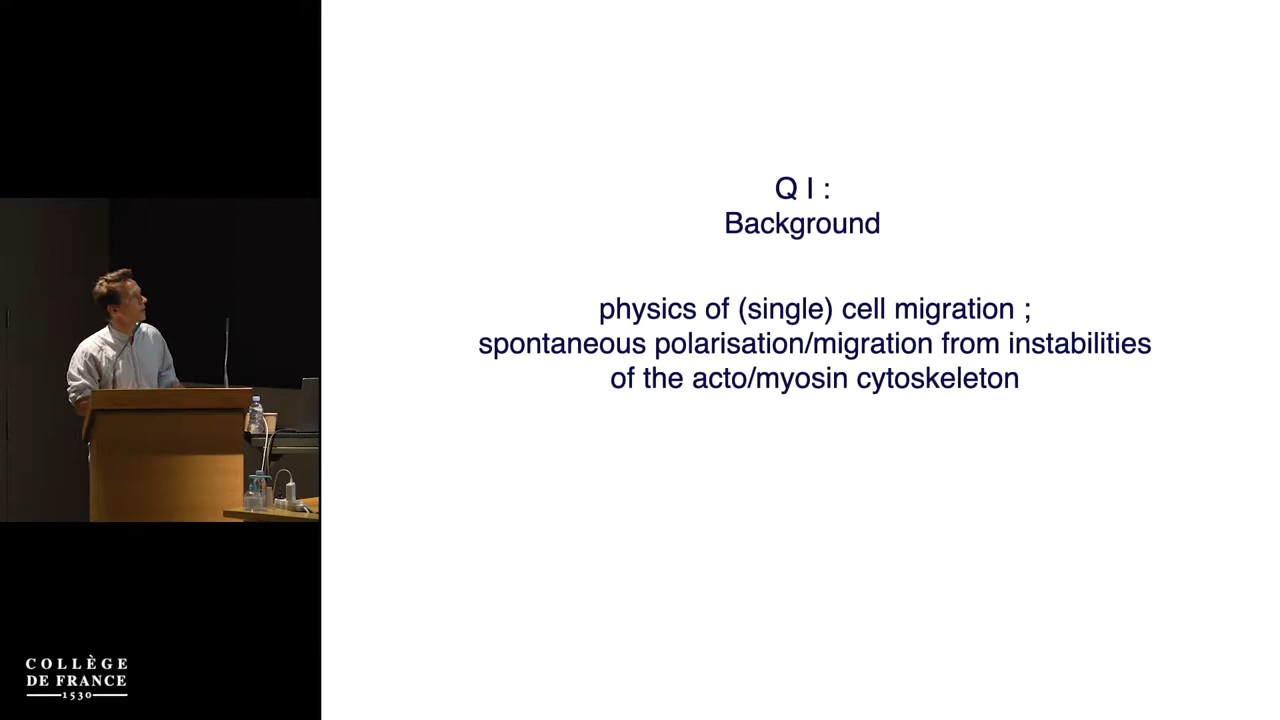 Q I :
Background
physics of (single) cell migration ;
spontaneous polarisation/migration from instabilities
of the acto/myosin cytoskeleton
COLLÈGE
DE FRANCE
1530